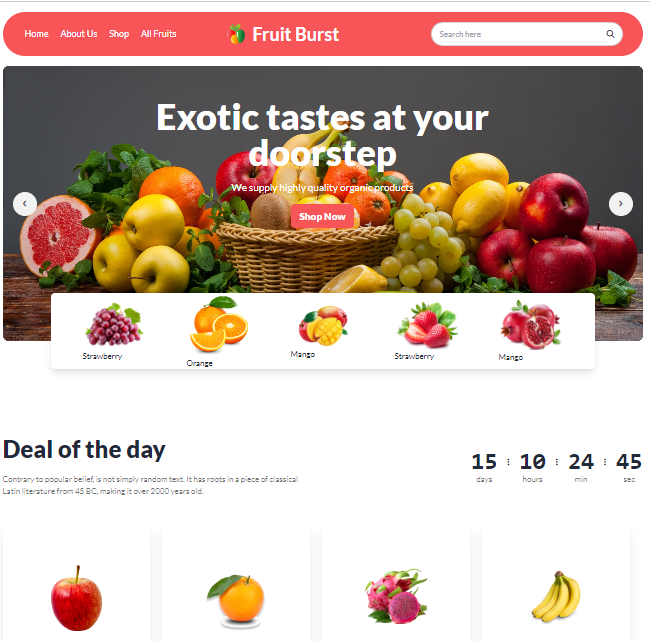 Home About Us Shop All Fruits
Fruit Burst
Search here
Exotic tastes at your
doorstep
We supply highly quality organic products
Shop Now
Strawberry
Orange
Mango
Strawberry
Mango
Deal of the day
Contrary to popular belief, is not simply random text. It has roots in a piece of classical
Latin literature from 45 BC, making it over 2000 years old.
15 : 10 : 24 : 45
days hours min sec